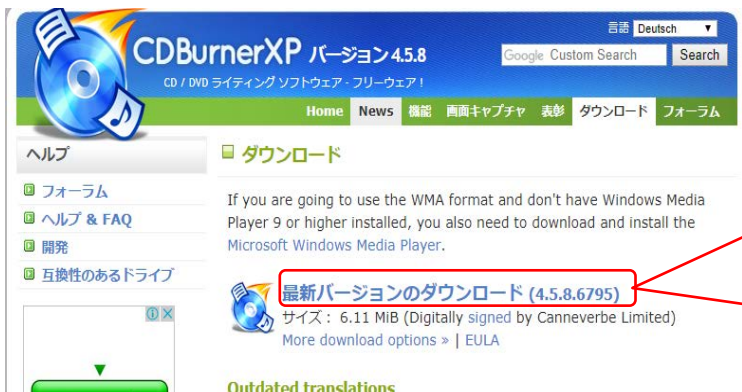 言語 Deutsch
CDBurnerXP バージョン 4.5.8
Google Custom Search Search
CD / DVD ライティング ソフトウェア - フリーウェア !
Home News 機能 画面キャプチャ 表彰 ダウンロード フォーラム
ヘルプ
フォーラム
ヘルプ & FAQ
開発
互換性のあるドライブ
ダウンロード
If you are going to use the WMA format and don't have Windows Media
Player 9 or higher installed, you also need to download and install the
Microsoft Windows Media Player.
最新バージョンのダウンロード (4.5.8.6795)
サイズ : 6.11 MiB (Digitally signed by Canneverbe Limited)
More download options » | EULA
Outdated translations